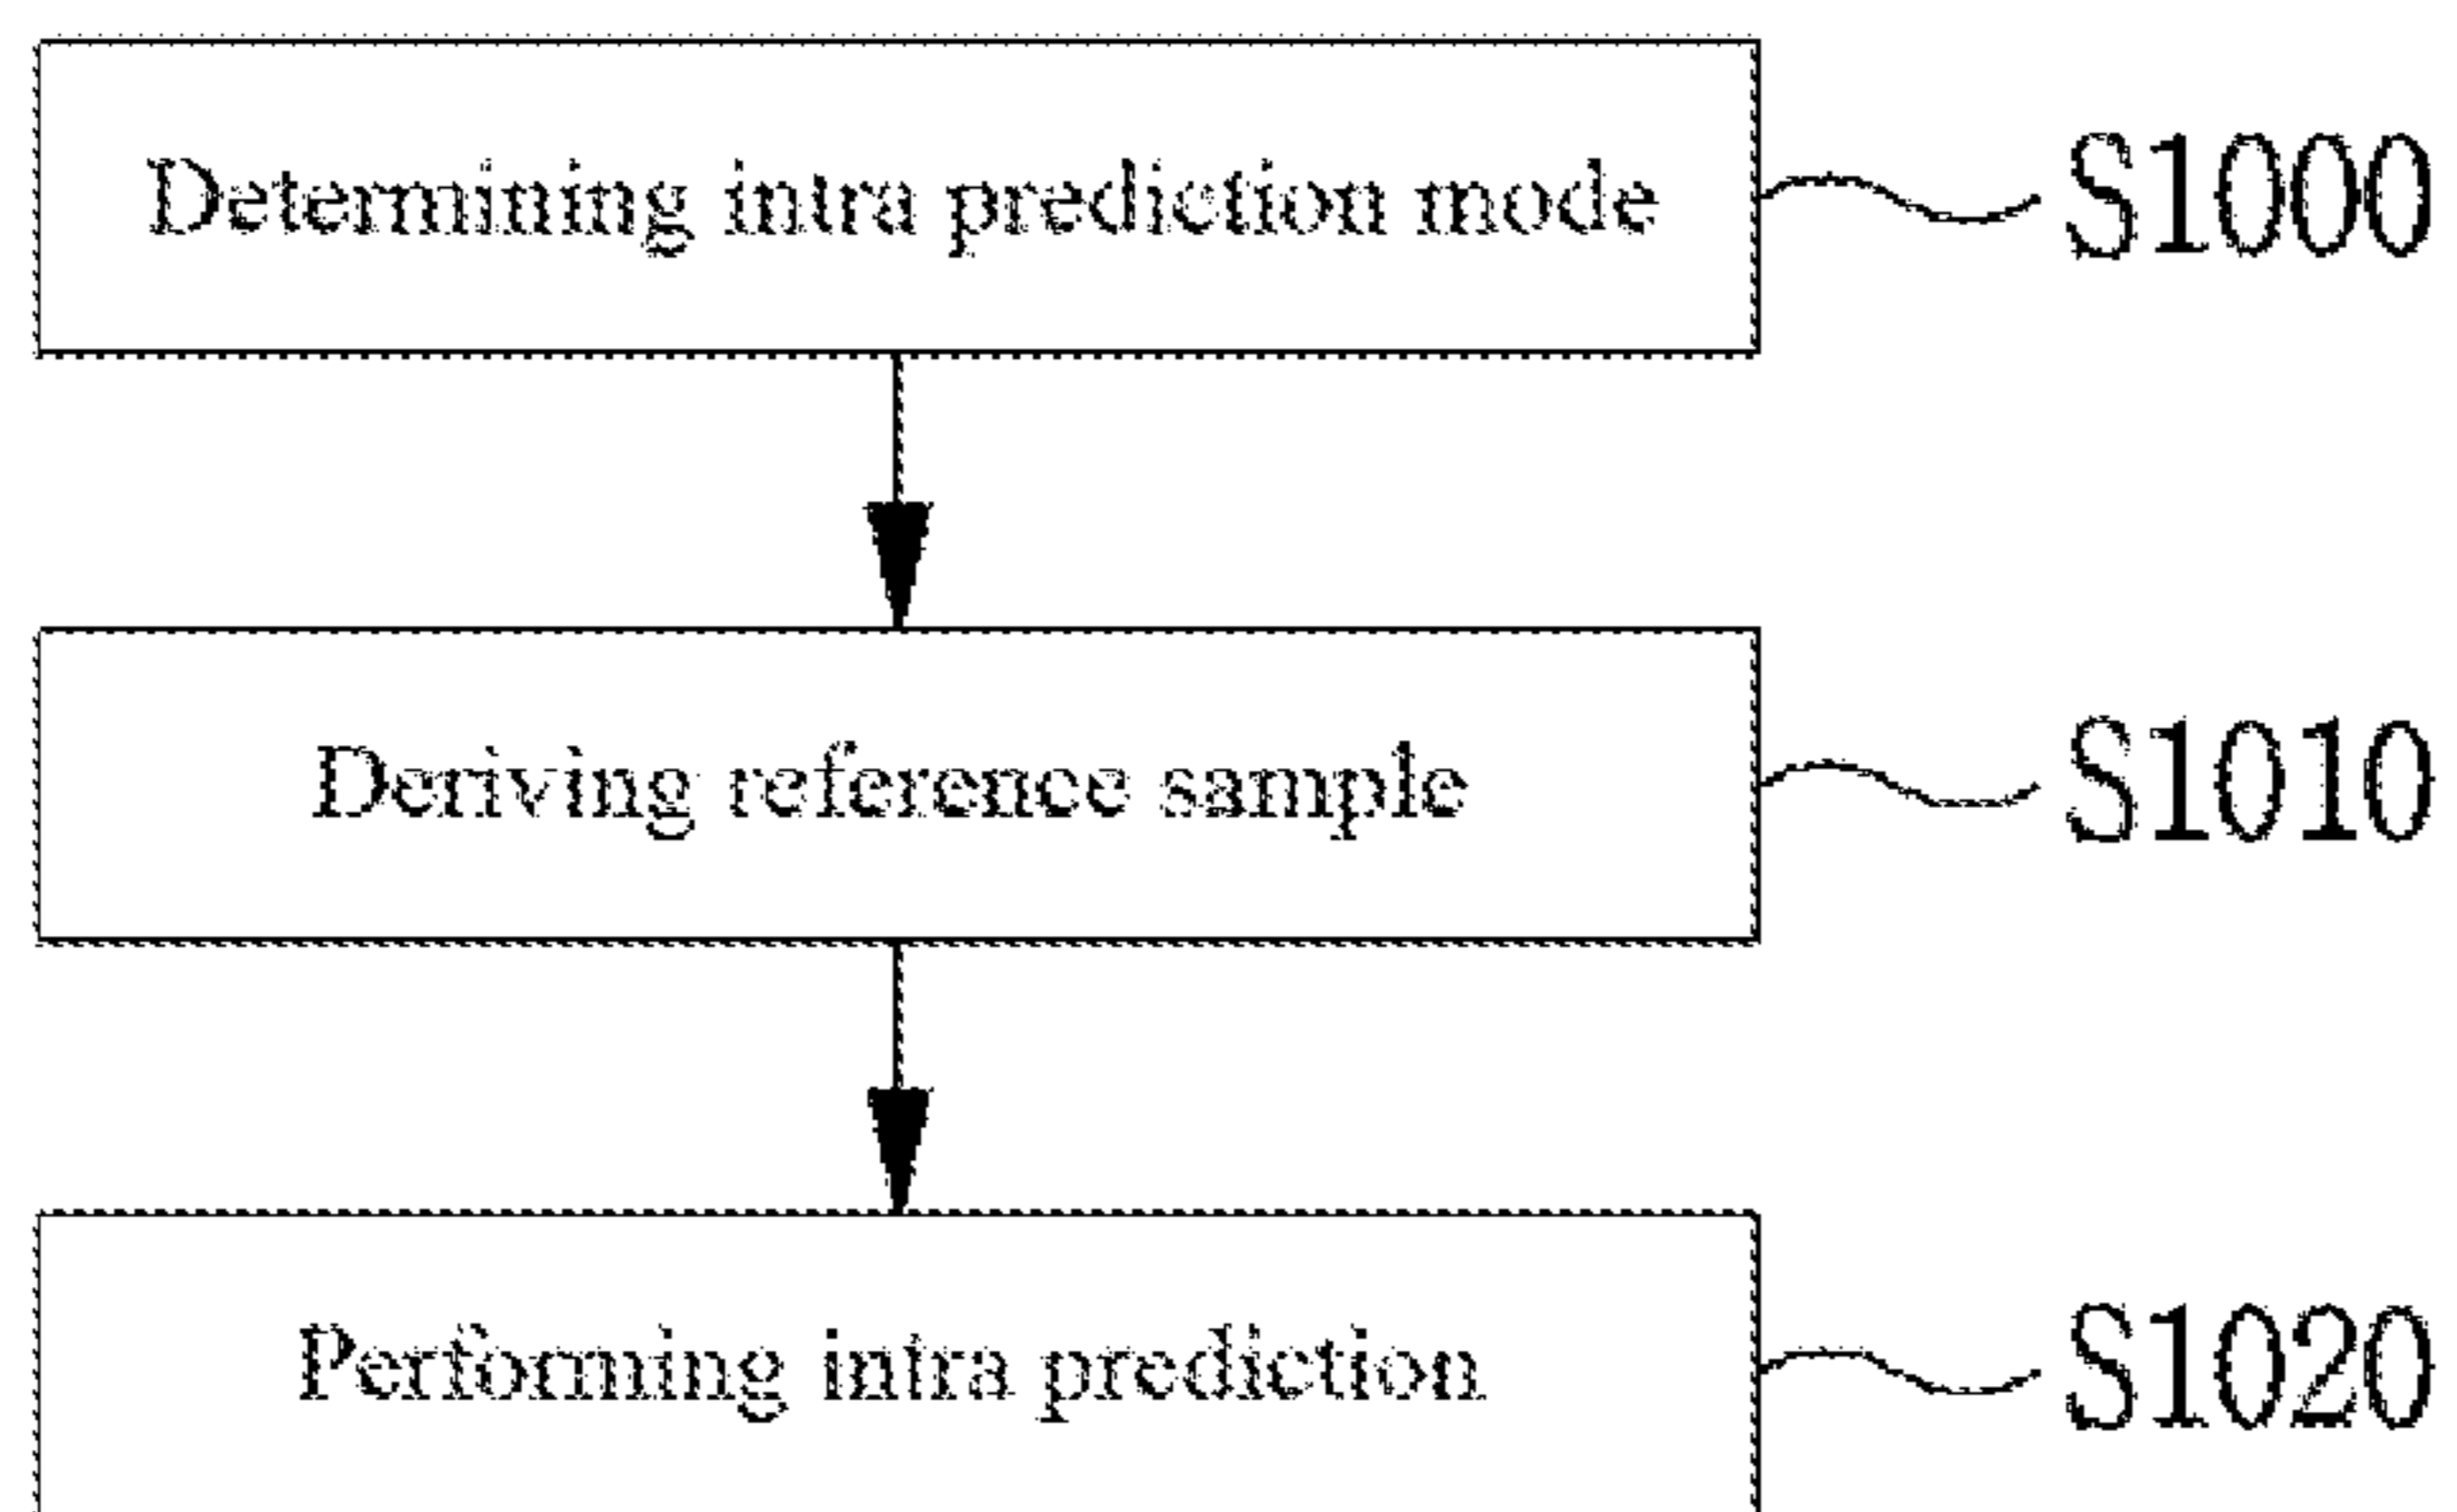 Determining intra prediction mode S1000
Deriving reference sample S1010
Performing intra prediction S1020